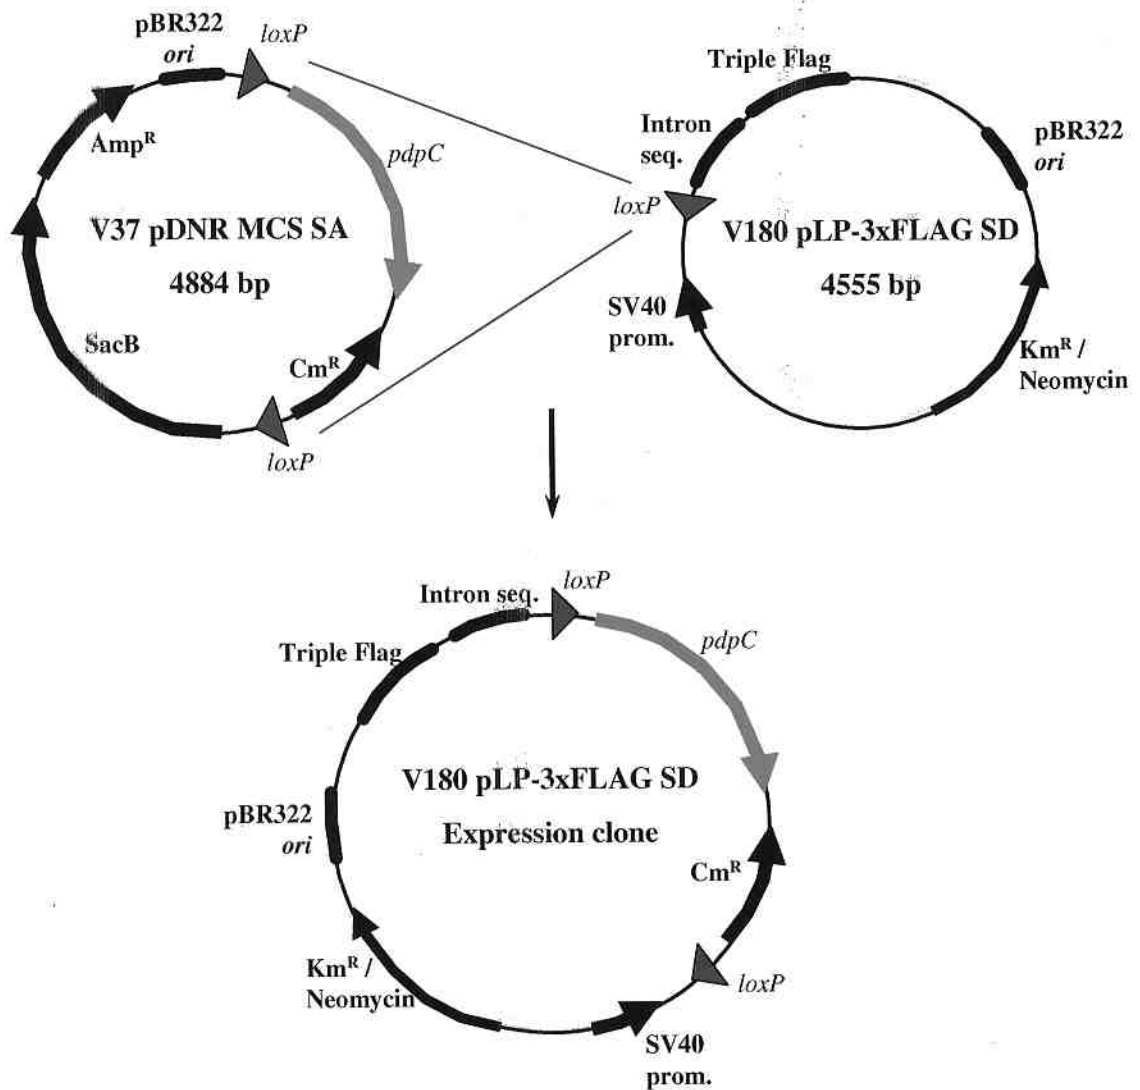 pBR322
ori
loxP
Amp^R
pdpC
V37 pDNR MCS SA
4884 bp
SacB
Cm^R
loxP
Triple Flag
Intron
seq.
pBR322
ori
loxP
V180 pLP-3xFLAG SD
4555 bp
SV40
prom.
Km^R /
Neomycin
loxP
Intron seq.
pdpC
Triple Flag
V180 pLP-3xFLAG SD
Expression clone
pBR322
ori
Cm^R
Km^R /
Neomycin
loxP
SV40
prom.